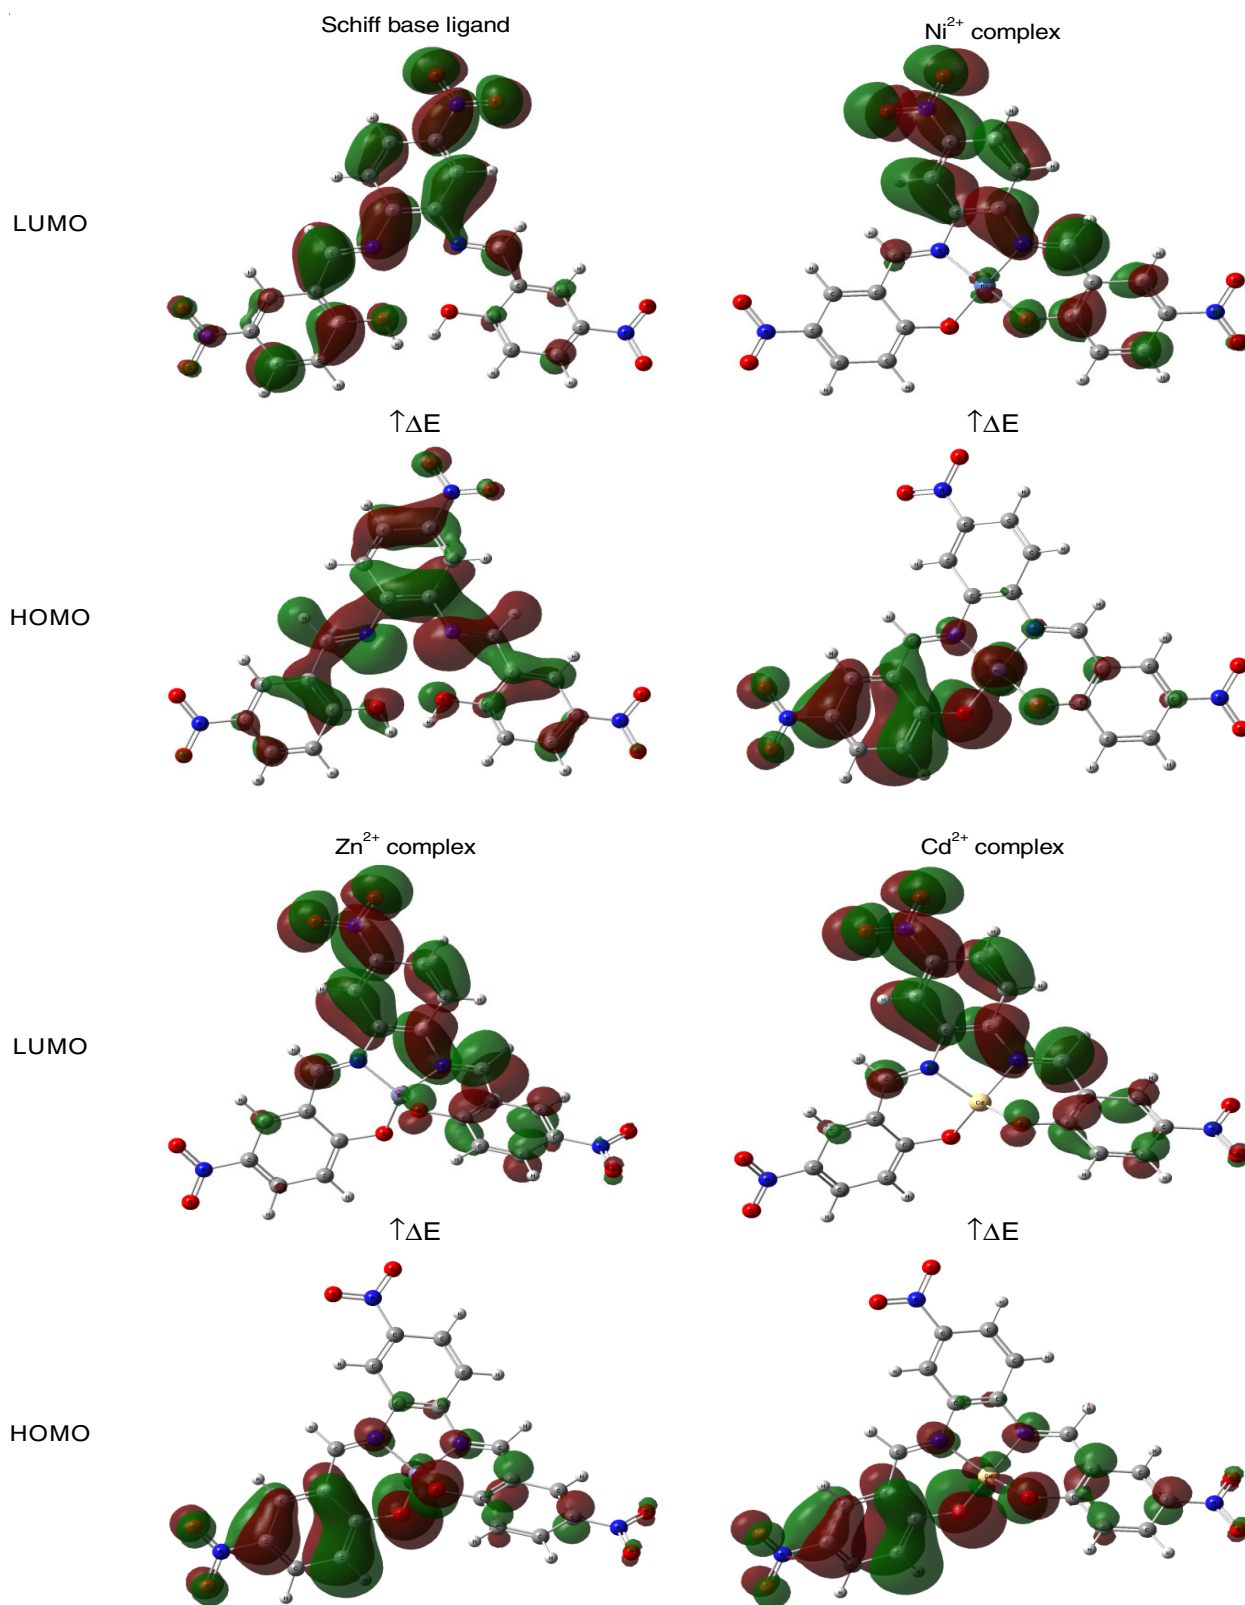 Schiff base ligand
Ni²⁺ complex
LUMO
↑ΔE
↑ΔE
HOMO
Zn²⁺ complex
Cd²⁺ complex
LUMO
↑ΔE
↑ΔE
HOMO